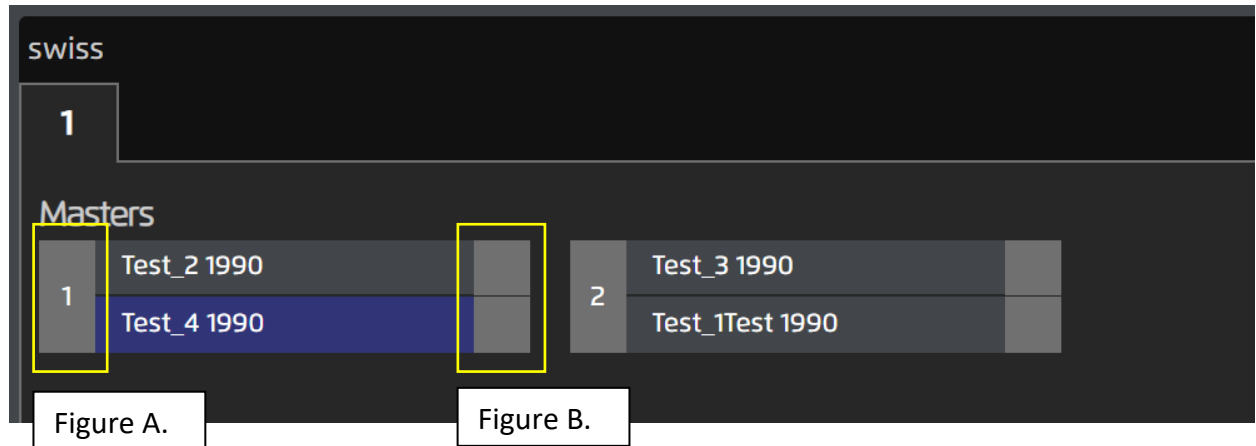 swiss
1
Masters
1
Test_2 1990
Test_4 1990
2
Test_3 1990
Test_1Test 1990
Figure A.
Figure B.